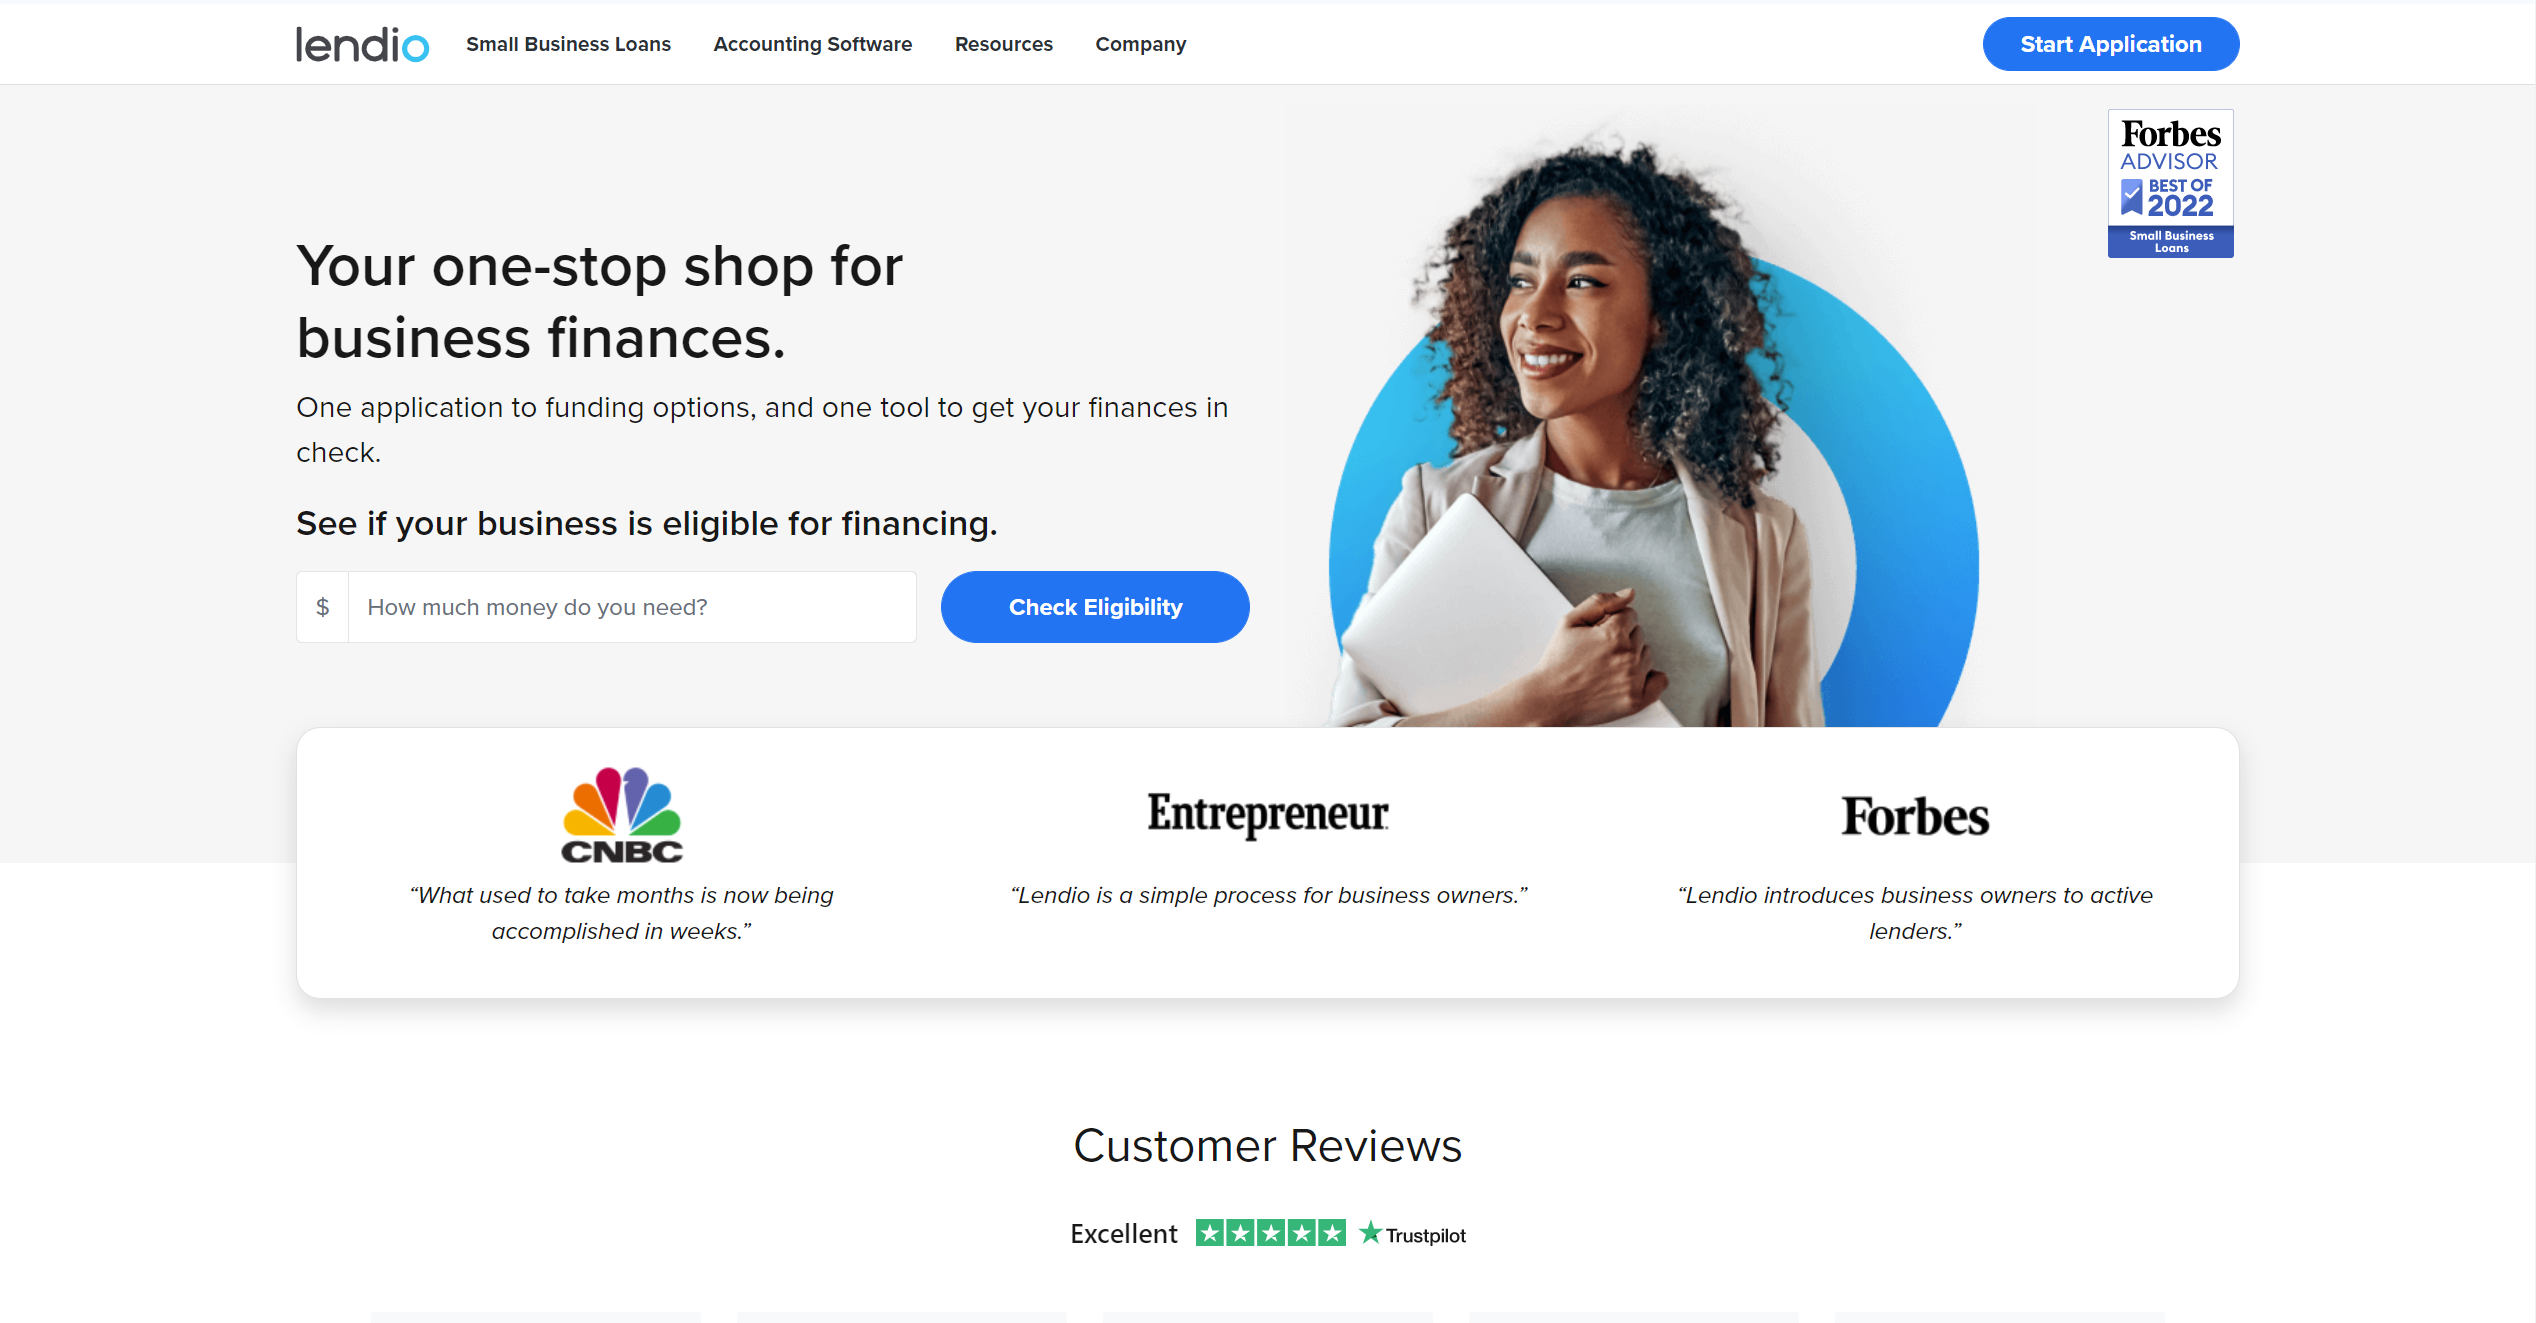 lendio
Small Business Loans
Accounting Software
Resources
Company
Start Application
Forbes
ADVISOR
BEST OF
2022
Small Business
Loans
Your one-stop shop for
business finances.
One application to funding options, and one tool to get your finances in
check.
See if your business is eligible for financing.
$ How much money do you need?
Check Eligibility
CNBC
“What used to take months is now being
accomplished in weeks.”
Entrepreneur
“Lendio is a simple process for business owners.”
Forbes
“Lendio introduces business owners to active
lenders.”
Customer Reviews
Excellent Trustpilot